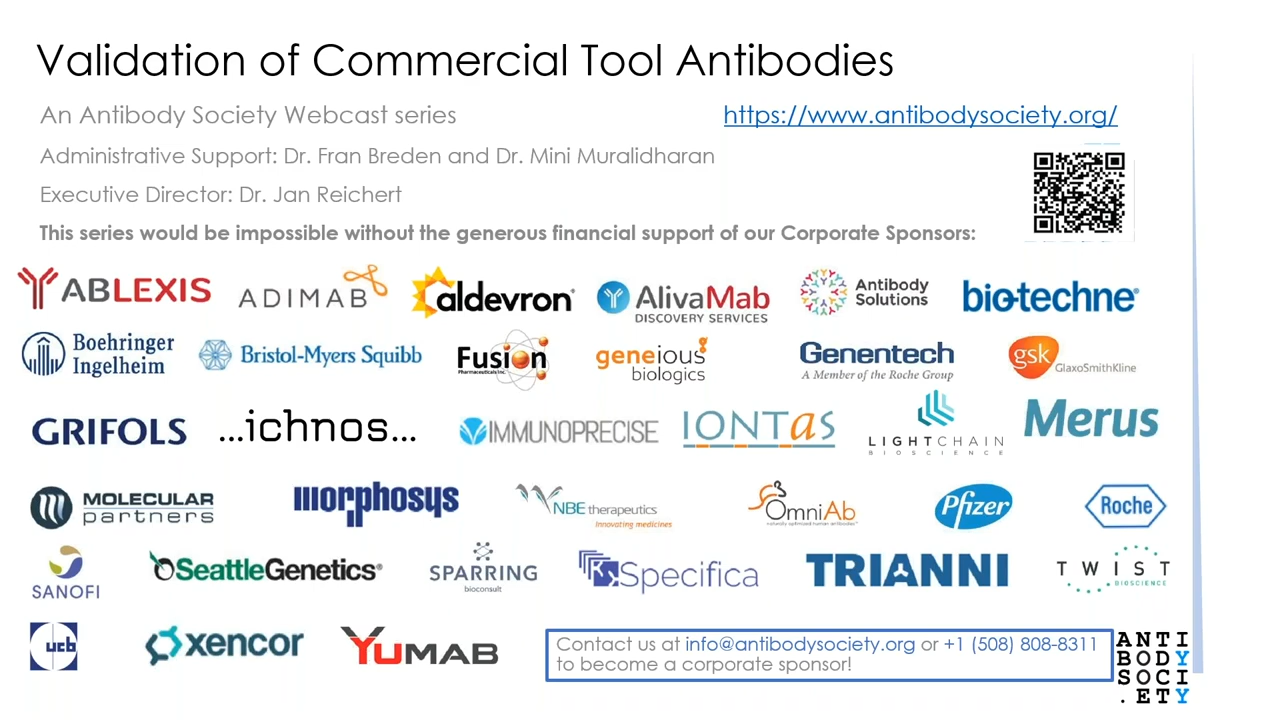 Validation of Commercial Tool Antibodies
An Antibody Society Webcast series
https://www.antibodysociety.org/
Administrative Support: Dr. Fran Breden and Dr. Mini Muralidharan
Executive Director: Dr. Jan Reichert
This series would be impossible without the generous financial support of our Corporate Sponsors:
ABLEXIS
ADIMAB
aldevron
AlivaMab
DISCOVERY SERVICES
Antibody
Solutions
bio-techne
Boehringer
Ingelheim
Bristol-Myers Squibb
Fusion
Pharmaceuticals Inc.
geneious
biologics
Genentech
A Member of the Roche Group
gsk
GlaxoSmithKline
GRIFOLS
...ichnos...
IMMUNOPRECISE
IONTAS
LIGHTCHAIN
BIOSCIENCE
Merus
MOLECULAR
partners
morphosys
NBE therapeutics
Innovating medicines
OmniAb
naturally optimized human antibodies
Pfizer
Roche
SANOFI
SeattleGenetics®
SPARRING
bioconsult
Specifica
TRIANNI
TWIST
BIOSCIENCE
ucb
xencor
YUMAB
Contact us at info@antibodysociety.org or +1 (508) 808-8311
to become a corporate sponsor!
ANTI
BODY
SOCI
.ETY